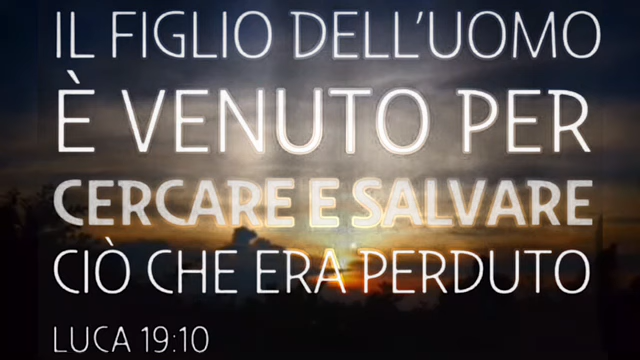 IL FIGLIO DELL'UOMO
È VENUTO PER
CERCARE E SALVARE
CIÒ CHE ERA PERDUTO
LUCA 19:10